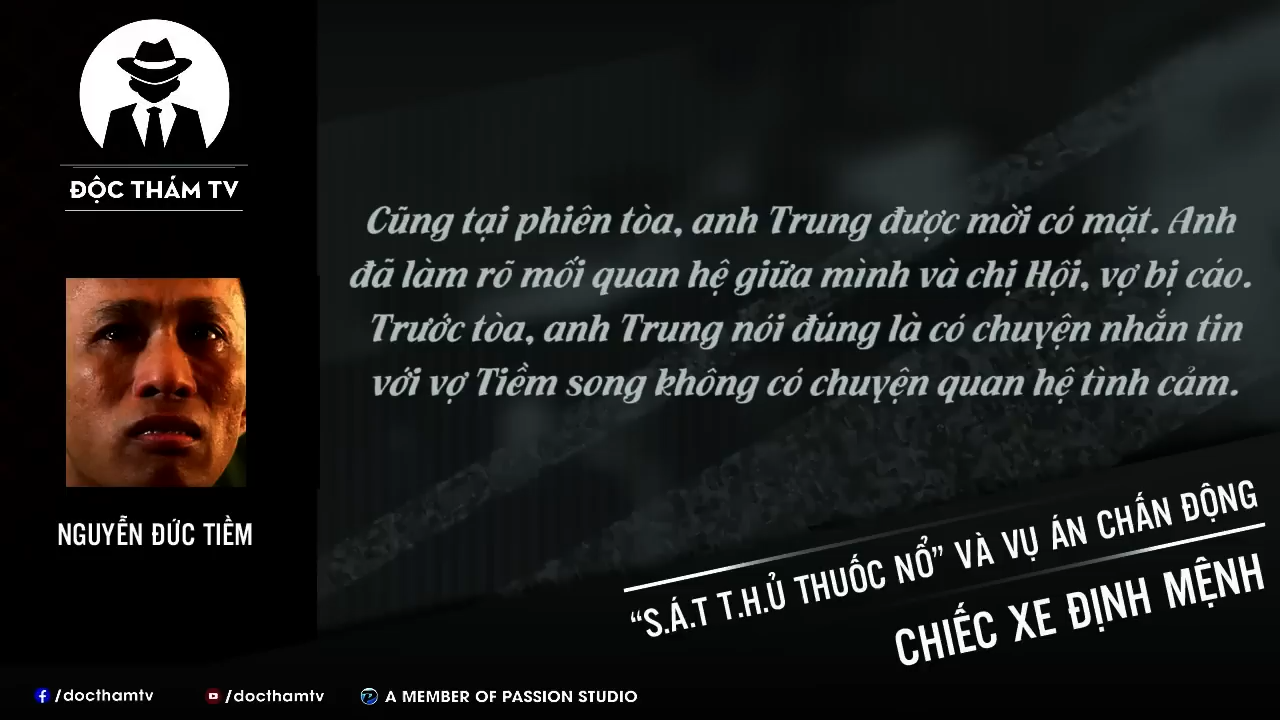 ĐỘC THÁM TV
NGUYỄN ĐỨC TIỀM
Cũng tại phiên tòa, anh Trung được mời có mặt. Anh
đã làm rõ mối quan hệ giữa mình và chị Hội, vợ bị cáo.
Trước tòa, anh Trung nói đúng là có chuyện nhắn tin
với vợ Tiềm song không có chuyện quan hệ tình cảm.
“S.Á.T T.H.Ủ THUỐC NỔ” VÀ VỤ ÁN CHẤN ĐỘNG
CHIẾC XE ĐỊNH MỆNH
/docthamtv
/docthamtv
A MEMBER OF PASSION STUDIO